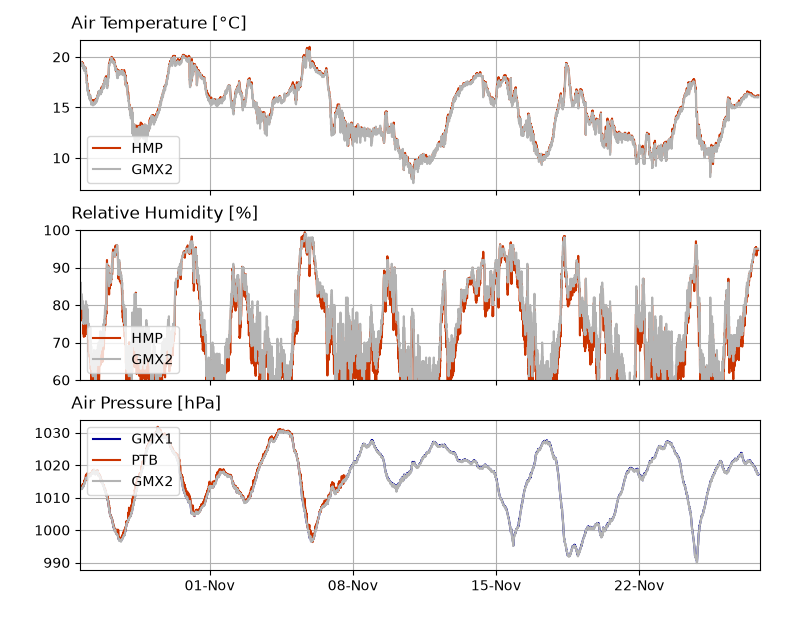 Air Temperature [°C]
20
15
10
HMP
GMX2
Relative Humidity [%]
100
90
80
70
60
HMP
GMX2
Air Pressure [hPa]
1030
1020
1010
1000
990
GMX1
PTB
GMX2
01-Nov 08-Nov 15-Nov 22-Nov